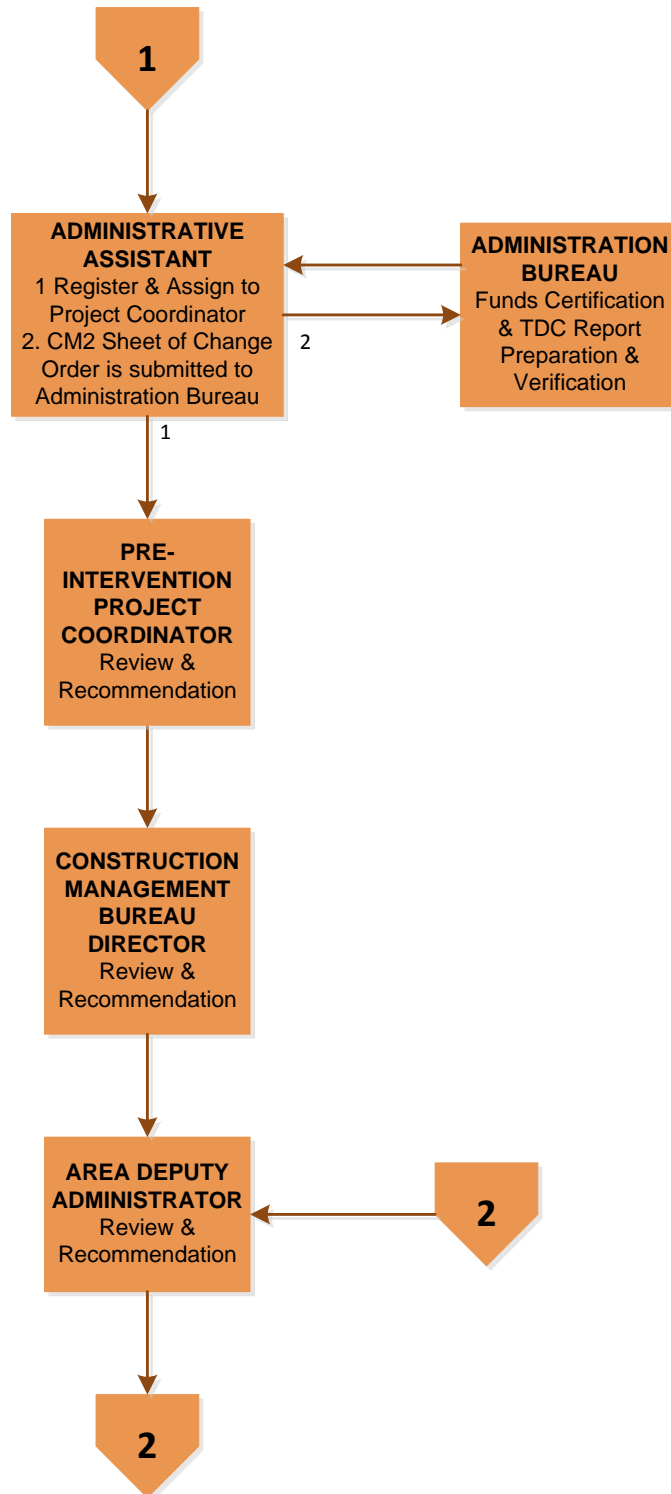 1
ADMINISTRATIVE
ASSISTANT
1 Register & Assign to
Project Coordinator
2. CM2 Sheet of Change
Order is submitted to
Administration Bureau
2
ADMINISTRATION
BUREAU
Funds Certification
& TDC Report
Preparation &
Verification
1
PRE-
INTERVENTION
PROJECT
COORDINATOR
Review &
Recommendation
CONSTRUCTION
MANAGEMENT
BUREAU
DIRECTOR
Review &
Recommendation
AREA DEPUTY
ADMINISTRATOR
Review &
Recommendation
2
2